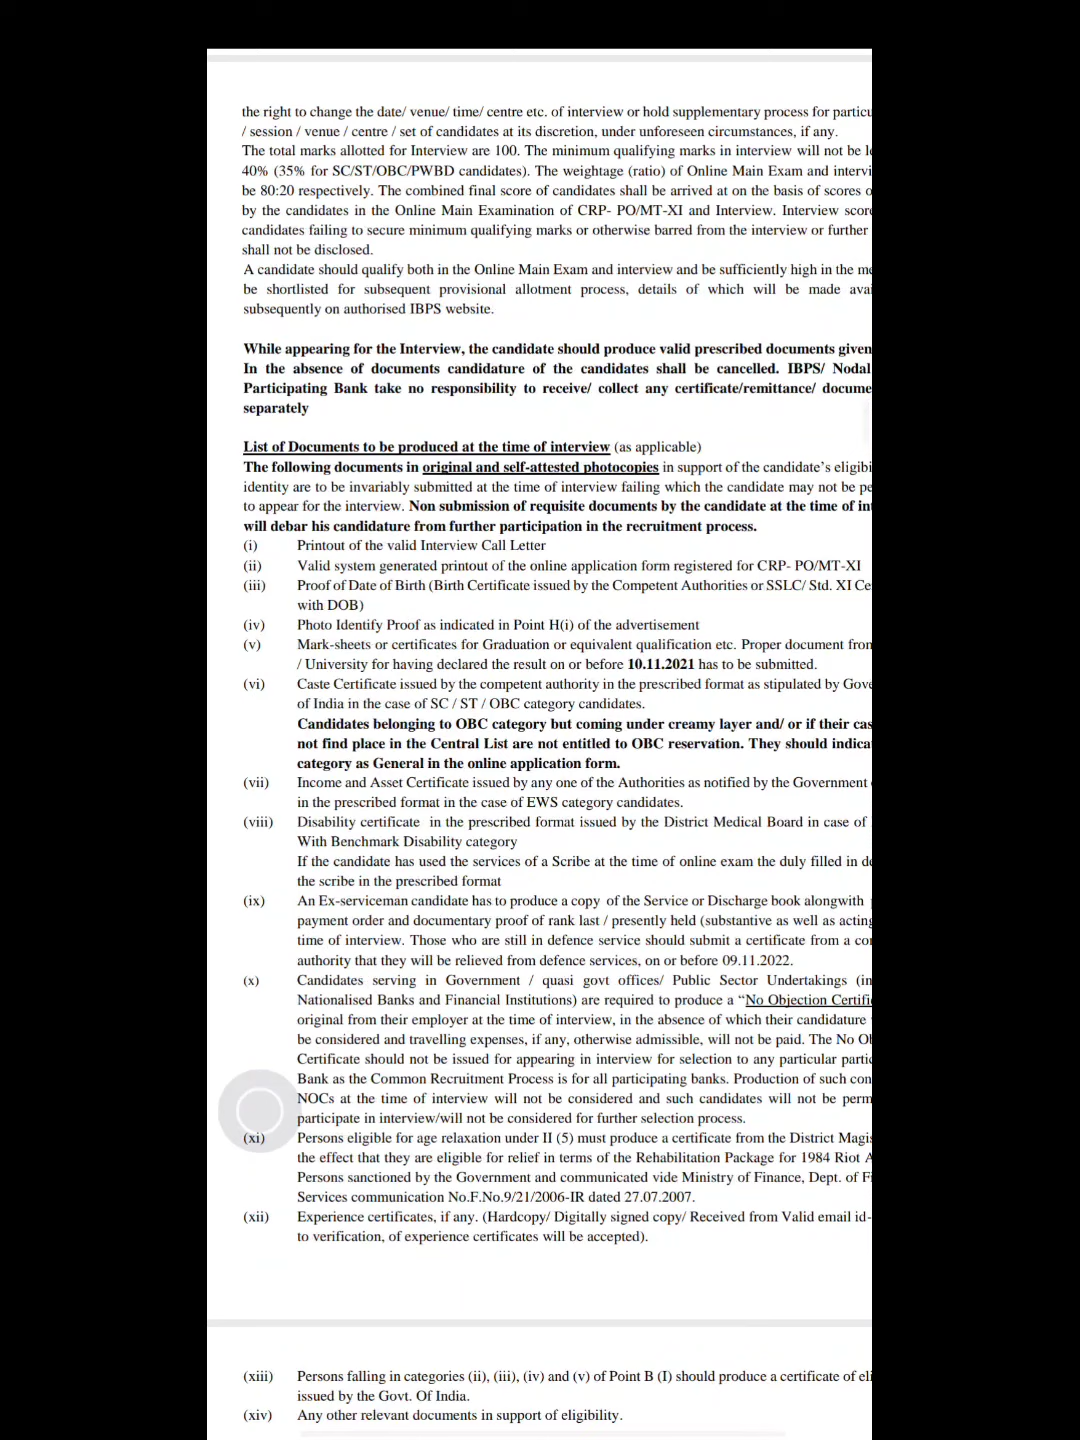 the right to change the date/ venue/ time/ centre etc. of interview or hold supplementary process for particu
/ session / venue / centre / set of candidates at its discretion, under unforeseen circumstances, if any.
The total marks allotted for Interview are 100. The minimum qualifying marks in interview will not be le
40% (35% for SC/ST/OBC/PWBD candidates). The weightage (ratio) of Online Main Exam and intervi
be 80:20 respectively. The combined final score of candidates shall be arrived at on the basis of scores o
by the candidates in the Online Main Examination of CRP- PO/MT-XI and Interview. Interview score
candidates failing to secure minimum qualifying marks or otherwise barred from the interview or further
shall not be disclosed.
A candidate should qualify both in the Online Main Exam and interview and be sufficiently high in the me
be shortlisted for subsequent provisional allotment process, details of which will be made avai
subsequently on authorised IBPS website.
While appearing for the Interview, the candidate should produce valid prescribed documents given
In the absence of documents candidature of the candidates shall be cancelled. IBPS/ Nodal
Participating Bank take no responsibility to receive/ collect any certificate/remittance/ docume
separately
List of Documents to be produced at the time of interview (as applicable)
The following documents in original and self-attested photocopies in support of the candidate’s eligibi
identity are to be invariably submitted at the time of interview failing which the candidate may not be pe
to appear for the interview. Non submission of requisite documents by the candidate at the time of int
will debar his candidature from further participation in the recruitment process.
(i) Printout of the valid Interview Call Letter
(ii) Valid system generated printout of the online application form registered for CRP- PO/MT-XI
(iii) Proof of Date of Birth (Birth Certificate issued by the Competent Authorities or SSLC/ Std. XI Ce
with DOB)
(iv) Photo Identify Proof as indicated in Point H(i) of the advertisement
(v) Mark-sheets or certificates for Graduation or equivalent qualification etc. Proper document from
/ University for having declared the result on or before 10.11.2021 has to be submitted.
(vi) Caste Certificate issued by the competent authority in the prescribed format as stipulated by Gove
of India in the case of SC / ST / OBC category candidates.
Candidates belonging to OBC category but coming under creamy layer and/ or if their cas
not find place in the Central List are not entitled to OBC reservation. They should indica
category as General in the online application form.
(vii) Income and Asset Certificate issued by any one of the Authorities as notified by the Government
in the prescribed format in the case of EWS category candidates.
(viii) Disability certificate in the prescribed format issued by the District Medical Board in case of
With Benchmark Disability category
If the candidate has used the services of a Scribe at the time of online exam the duly filled in de
the scribe in the prescribed format
(ix) An Ex-serviceman candidate has to produce a copy of the Service or Discharge book alongwith
payment order and documentary proof of rank last / presently held (substantive as well as acting
time of interview. Those who are still in defence service should submit a certificate from a co
authority that they will be relieved from defence services, on or before 09.11.2022.
(x) Candidates serving in Government / quasi govt offices/ Public Sector Undertakings (in
Nationalised Banks and Financial Institutions) are required to produce a “No Objection Certifi
original from their employer at the time of interview, in the absence of which their candidature
be considered and travelling expenses, if any, otherwise admissible, will not be paid. The No Ob
Certificate should not be issued for appearing in interview for selection to any particular partic
Bank as the Common Recruitment Process is for all participating banks. Production of such con
NOCs at the time of interview will not be considered and such candidates will not be perm
participate in interview/will not be considered for further selection process.
(xi) Persons eligible for age relaxation under II (5) must produce a certificate from the District Magis
the effect that they are eligible for relief in terms of the Rehabilitation Package for 1984 Riot A
Persons sanctioned by the Government and communicated vide Ministry of Finance, Dept. of Fi
Services communication No.F.No.9/21/2006-IR dated 27.07.2007.
(xii) Experience certificates, if any. (Hardcopy/ Digitally signed copy/ Received from Valid email id-
to verification, of experience certificates will be accepted).
(xiii) Persons falling in categories (ii), (iii), (iv) and (v) of Point B (I) should produce a certificate of eli
issued by the Govt. Of India.
(xiv) Any other relevant documents in support of eligibility.